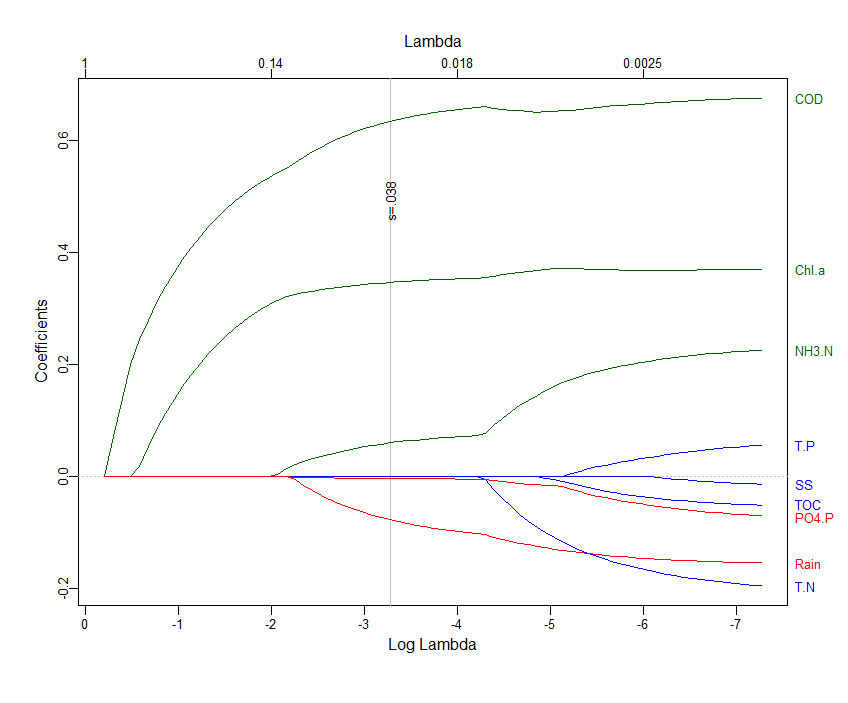 Lambda
1 0.14 0.018 0.0025
COD
0.6
s=.038
0.4
Chl.a
Coefficients
0.2
NH3.N
T.P
0.0
SS
TOC
PO4.P
Rain
-0.2
T.N
0 -1 -2 -3 -4 -5 -6 -7
Log Lambda